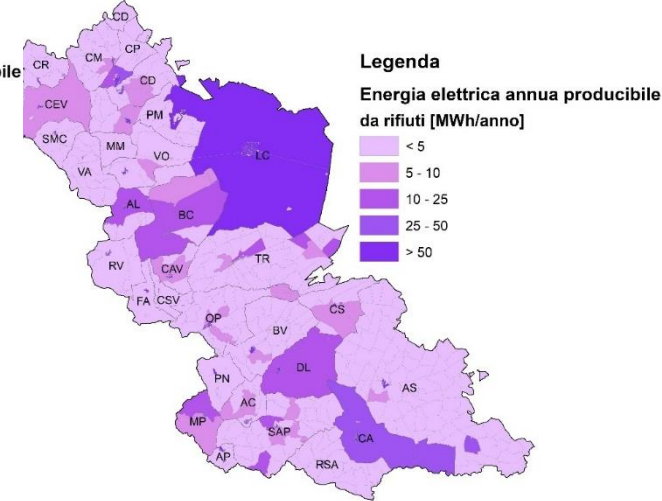 bile
Legenda
Energia elettrica annua producibile
da rifiuti [MWh/anno]
< 5
5 - 10
10 - 25
25 - 50
> 50
CD
CP
CR
CM
CD
CEV
PM
SMC
MM
VO
LC
VA
AL
BC
RV
CAV
TR
FA
CSV
OP
CS
BV
PN
DL
AS
AC
MP
SAP
CA
AP
RSA